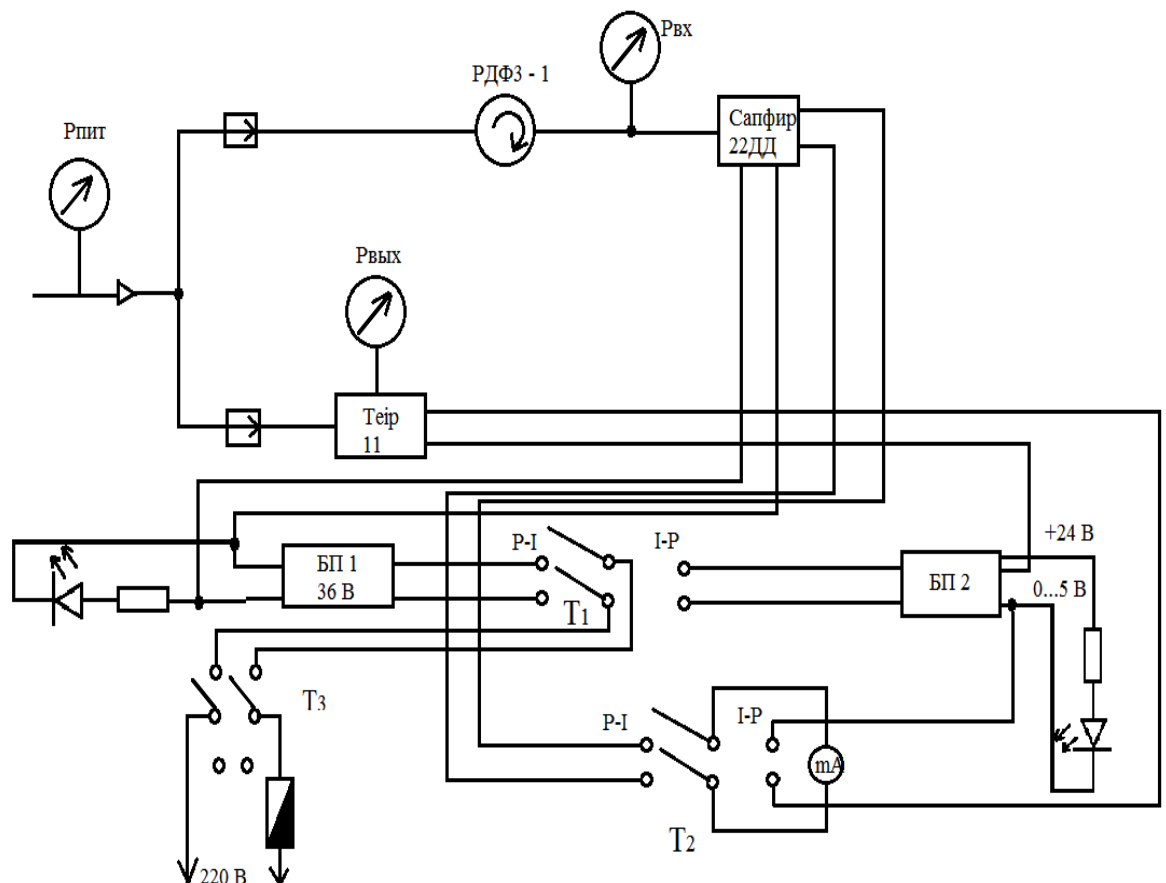 Рвх
РДФЗ - 1
Сапфир
22ДД
Рпит
Рвых
Teip
11
+24 В
P-I
I-P
БП 1
36 В
БП 2
0...5 В
T1
T3
P-I
I-P
mA
T2
220 В